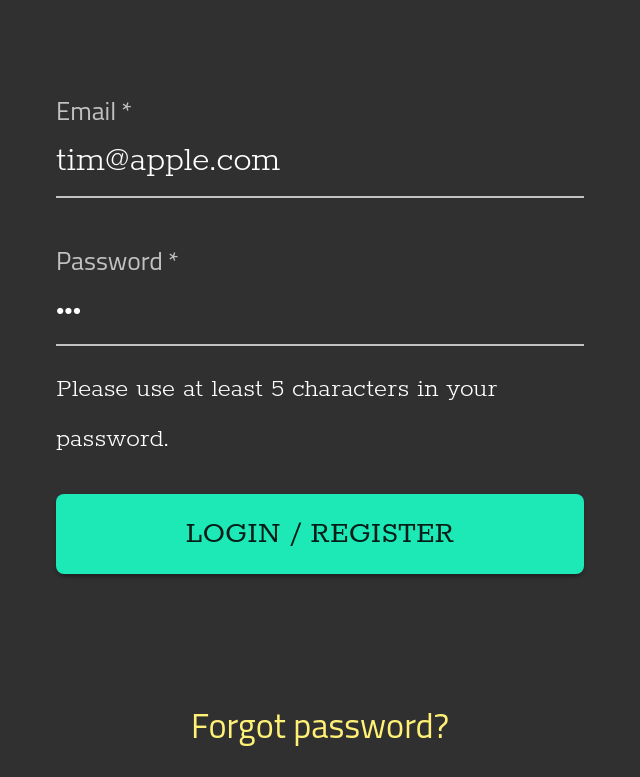 Email *
tim@apple.com
Password *
•••
Please use at least 5 characters in your
password.
LOGIN / REGISTER
Forgot password?